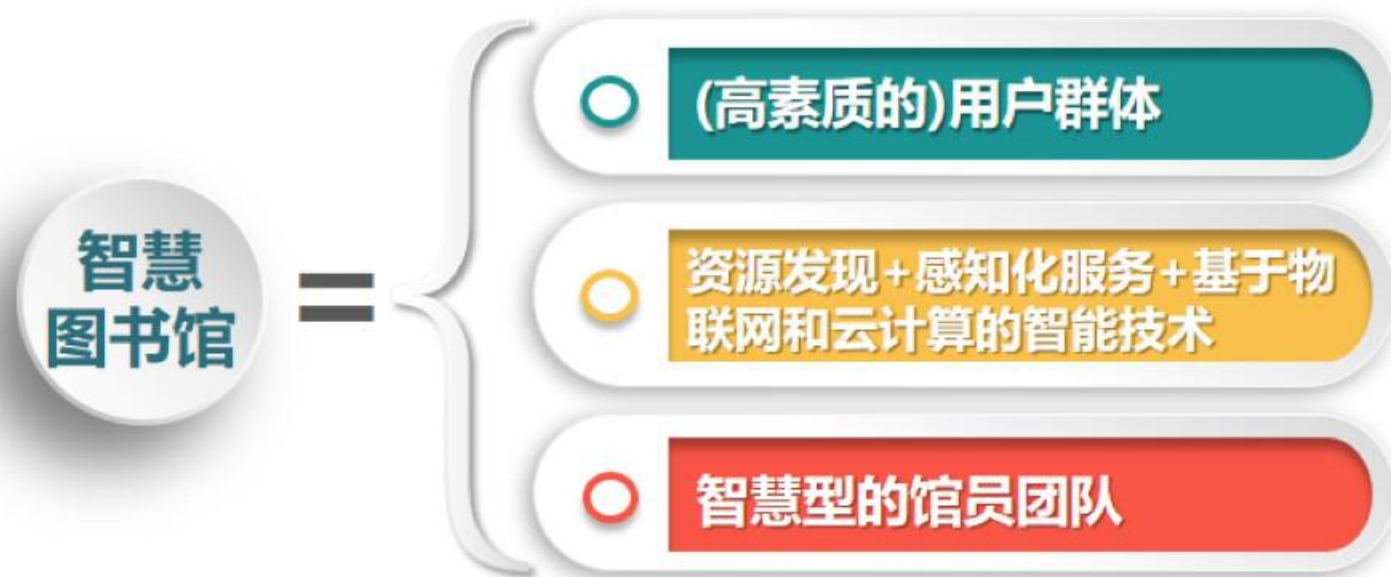 智慧
图书馆
=
(高素质的)用户群体
资源发现+感知化服务+基于物
联网和云计算的智能技术
智慧型的馆员团队